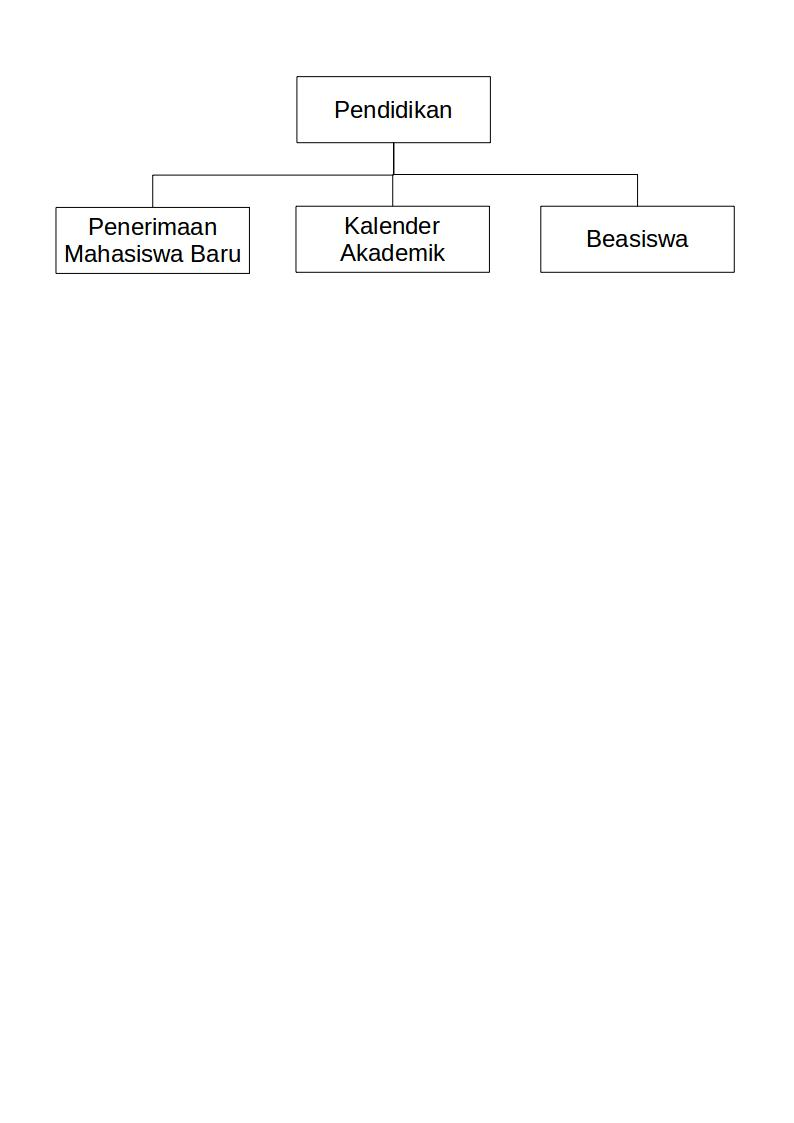 Pendidikan
Penerimaan
Mahasiswa Baru
Kalender
Akademik
Beasiswa